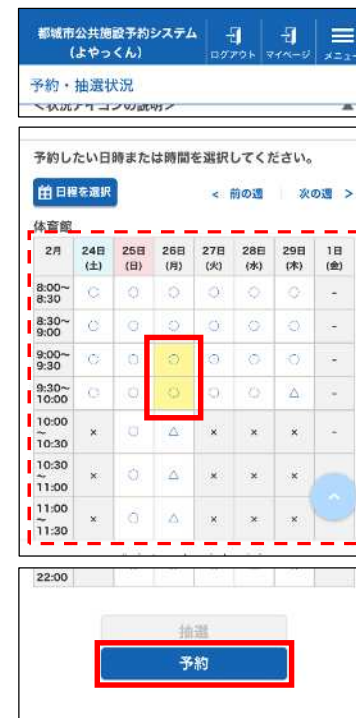 都城市公共施設予約システム
(よやっくん)
ログアウト マイページ メニュー
予約・抽選状況
<状況アイコンの説明>
予約したい日時または時間を選択してください。
日程を選択 < 前の週 次の週 >
体育館
2月 24日 25日 26日 27日 28日 29日 1日
(土) (日) (月) (火) (水) (木) (金)
8:00~
8:30 ○ ○ ○ ○ ○ ○ -
8:30~
9:00 ○ ○ ○ ○ ○ ○ -
9:00~
9:30 ○ ○ ○ ○ ○ ○ -
9:30~
10:00 ○ ○ ○ ○ ○ △ -
10:00
~
10:30 × ○ △ × × × -
10:30
~
11:00 × ○ △ × × ×
11:00
~
11:30 × ○ △ × × ×
22:00
抽選
予約